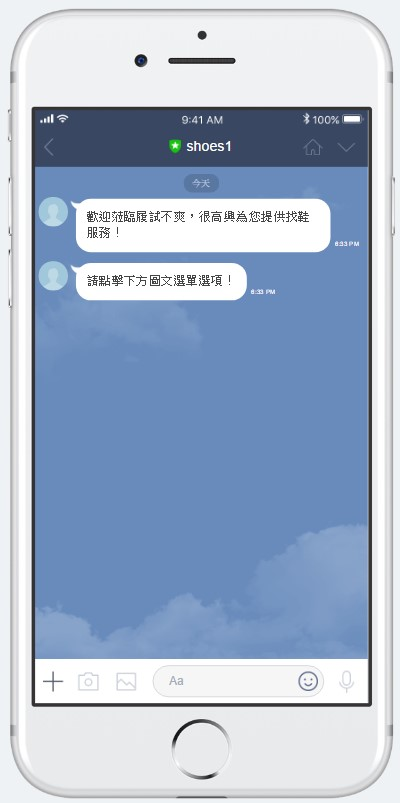 9:41 AM
100%
shoes1
今天
歡迎蒞臨履試不爽，很高興為您提供找鞋
服務！
6:33 PM
請點擊下方圖文選單選項！
6:33 PM
Aa